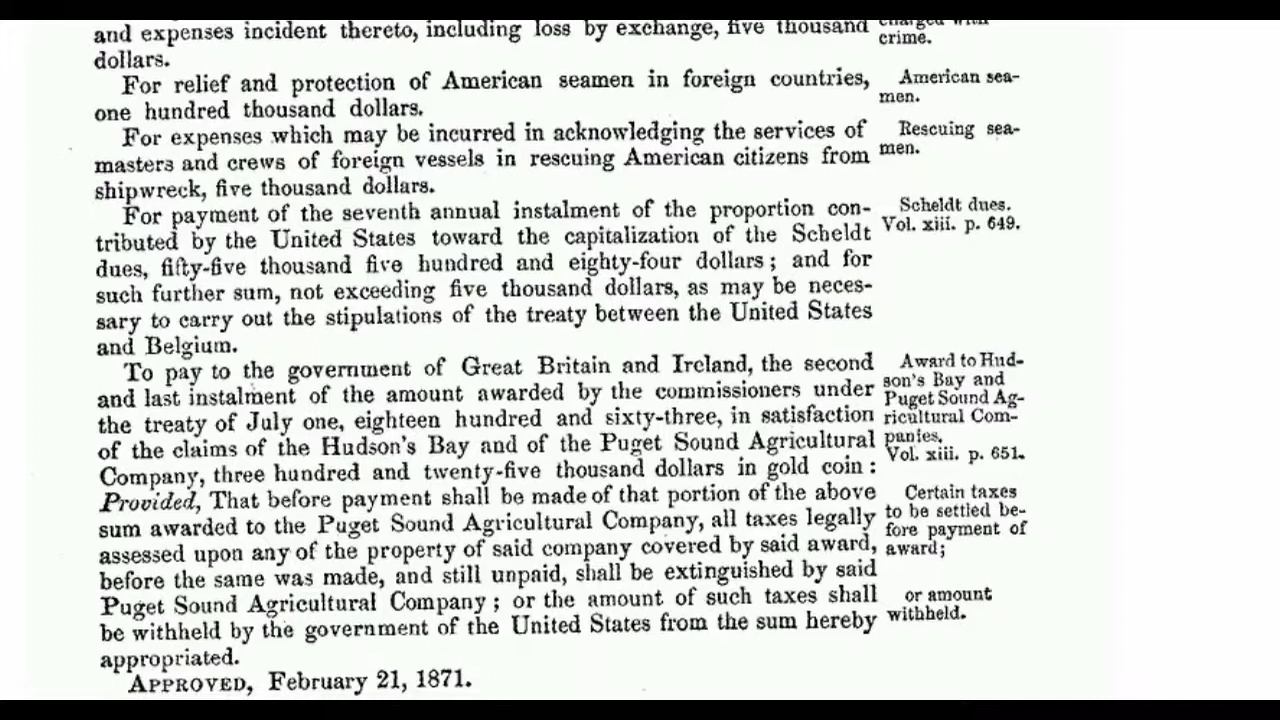 and expenses incident thereto, including loss by exchange, five thousand
dollars.
For relief and protection of American seamen in foreign countries,
one hundred thousand dollars.
For expenses which may be incurred in acknowledging the services of
masters and crews of foreign vessels in rescuing American citizens from
shipwreck, five thousand dollars.
For payment of the seventh annual instalment of the proportion con-
tributed by the United States toward the capitalization of the Scheldt
dues, fifty-five thousand five hundred and eighty-four dollars; and for
such further sum, not exceeding five thousand dollars, as may be neces-
sary to carry out the stipulations of the treaty between the United States
and Belgium.
To pay to the government of Great Britain and Ireland, the second
and last instalment of the amount awarded by the commissioners under
the treaty of July one, eighteen hundred and sixty-three, in satisfaction
of the claims of the Hudson's Bay and of the Puget Sound Agricultural
Company, three hundred and twenty-five thousand dollars in gold coin:
Provided, That before payment shall be made of that portion of the above
sum awarded to the Puget Sound Agricultural Company, all taxes legally
assessed upon any of the property of said company covered by said award,
before the same was made, and still unpaid, shall be extinguished by said
Puget Sound Agricultural Company; or the amount of such taxes shall
be withheld by the government of the United States from the sum hereby
appropriated.
APPROVED, February 21, 1871.
charged with
crime.
American sea-
men.
Rescuing sea-
men.
Scheldt dues.
Vol. xiii. p. 649.
Award to Hud-
son's Bay and
Puget Sound Ag-
ricultural Com-
panies.
Vol. xiii. p. 651.
Certain taxes
to be settled be-
fore payment of
award;
or amount
withheld.